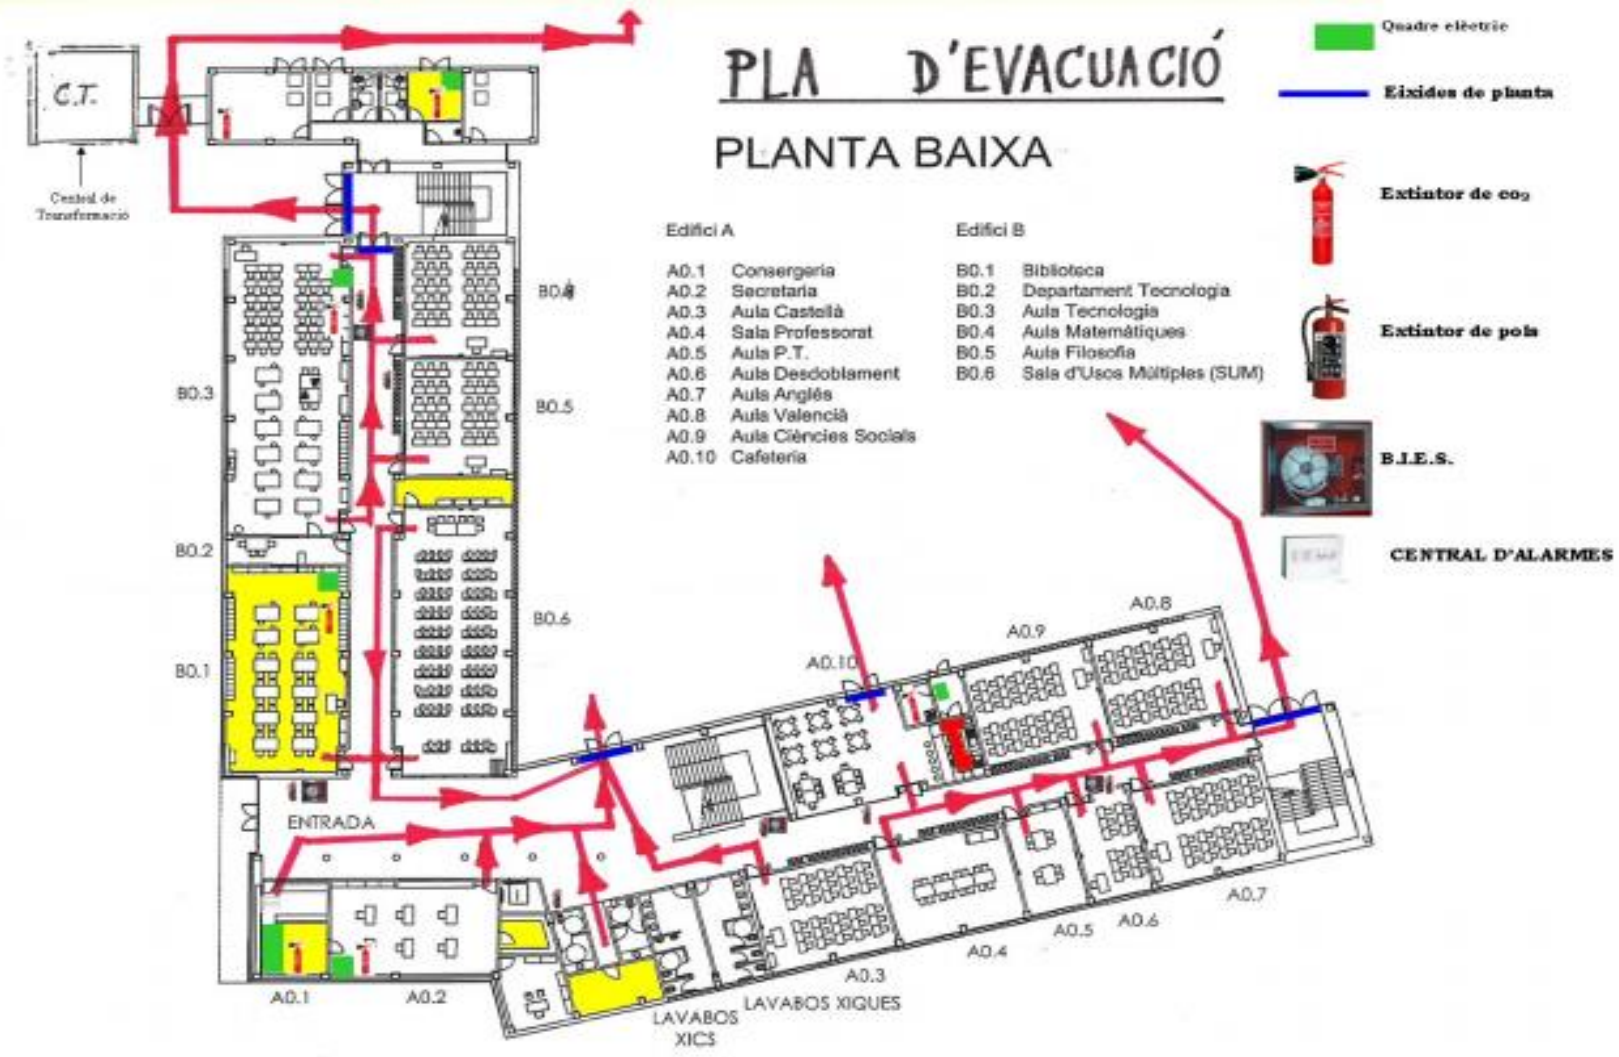 PLA D'EVACUACIÓ
PLANTA BAIXA
Quadre elèctric
Eixides de planta
Extintor de co2
Extintor de pols
B.I.E.S.
CENTRAL D'ALARMES
C.T.
Central de
Transformació
Edifici A
A0.1 Consergeria
A0.2 Secretaria
A0.3 Aula Castellà
A0.4 Sala Professorat
A0.5 Aula P.T.
A0.6 Aula Desdoblament
A0.7 Aula Anglés
A0.8 Aula Valencià
A0.9 Aula Ciències Socials
A0.10 Cafeteria
Edifici B
B0.1 Biblioteca
B0.2 Departament Tecnologia
B0.3 Aula Tecnologia
B0.4 Aula Matemàtiques
B0.5 Aula Filosofia
B0.6 Sala d'Usos Múltiples (SUM)
B0.3
B0.5
B0.2
B0.6
B0.1
A0.8
A0.9
A0.10
ENTRADA
A0.7
A0.6
A0.5
A0.4
A0.3
A0.1
A0.2
LAVABOS XIQUES
LAVABOS
XICS